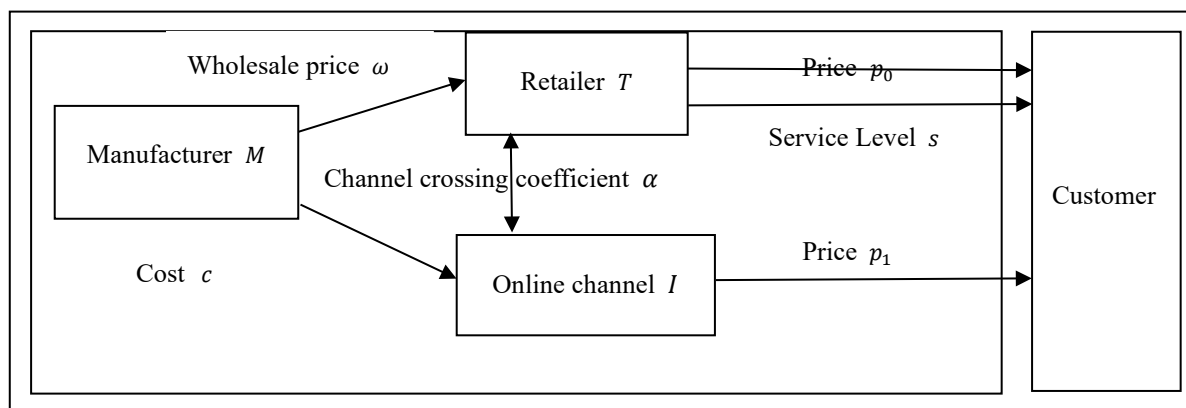 Wholesale price ω
Retailer T
Price p₀
Manufacturer M
Service Level s
Channel crossing coefficient α
Customer
Cost c
Online channel I
Price p₁